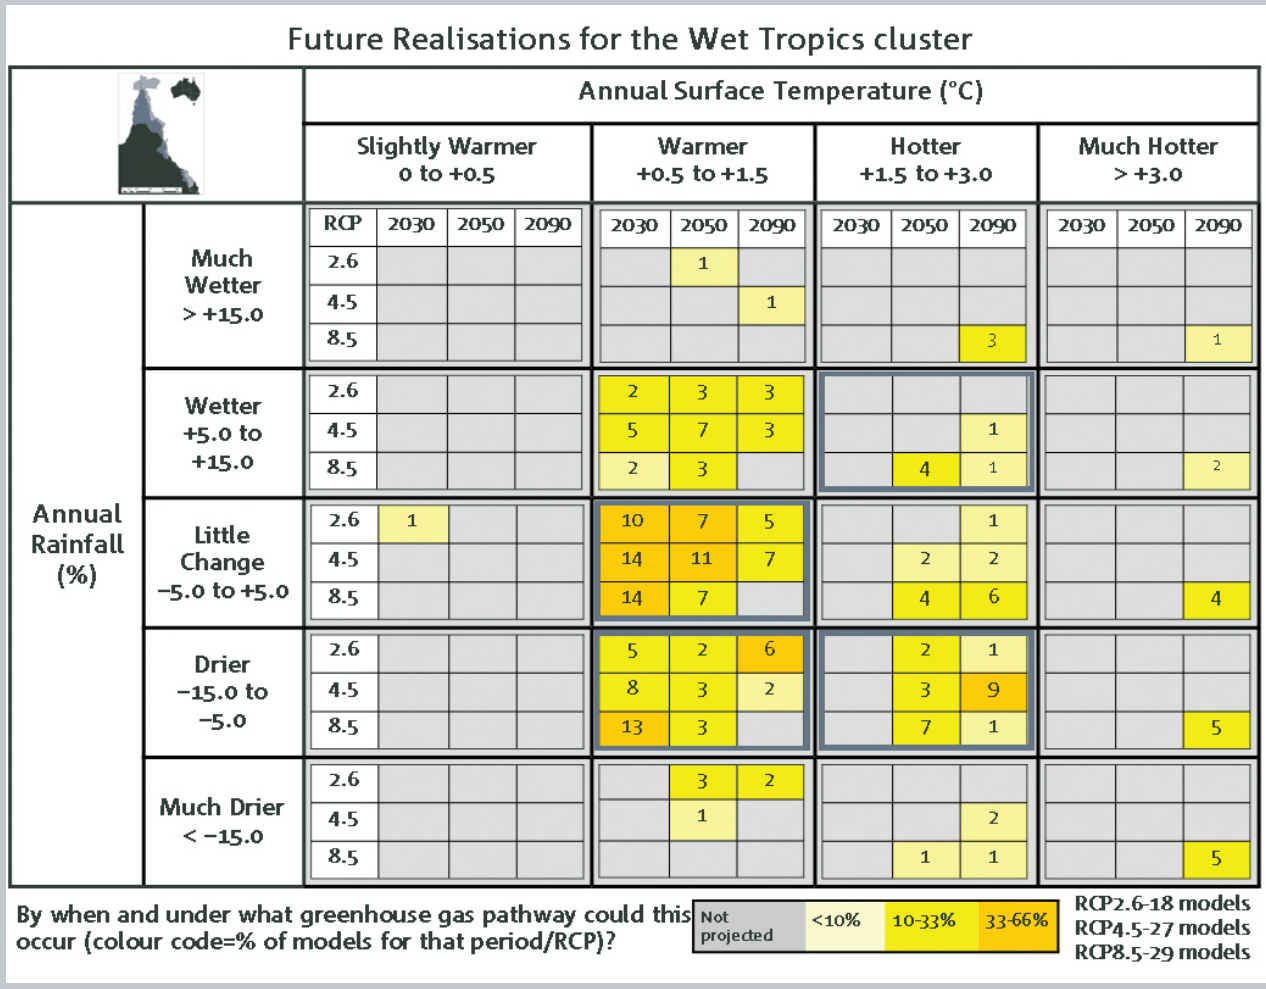 Future Realisations for the Wet Tropics cluster
Annual Surface Temperature (°C)
Slightly Warmer
0 to +0.5
Warmer
+0.5 to +1.5
Hotter
+1.5 to +3.0
Much Hotter
> +3.0
Annual
Rainfall
(%)
RCP 2030 2050 2090 2030 2050 2090 2030 2050 2090 2030 2050 2090
Much
Wetter
> +15.0
2.6 1
4.5 1
8.5 3 1
Wetter
+5.0 to
+15.0
2.6 2 3 3
4.5 5 7 3 1
8.5 2 3 4 1 2
Little
Change
−5.0 to +5.0
2.6 1 10 7 5 1
4.5 14 11 7 2 2
8.5 14 7 4 6 4
Drier
−15.0 to
−5.0
2.6 5 2 6 2 1
4.5 8 3 2 3 9
8.5 13 3 7 1 5
Much Drier
< −15.0
2.6 3 2
4.5 1 2
8.5 1 1 5
By when and under what greenhouse gas pathway could this
occur (colour code=% of models for that period/RCP)?
Not
projected
<10%
10-33%
33-66%
RCP2.6-18 models
RCP4.5-27 models
RCP8.5-29 models